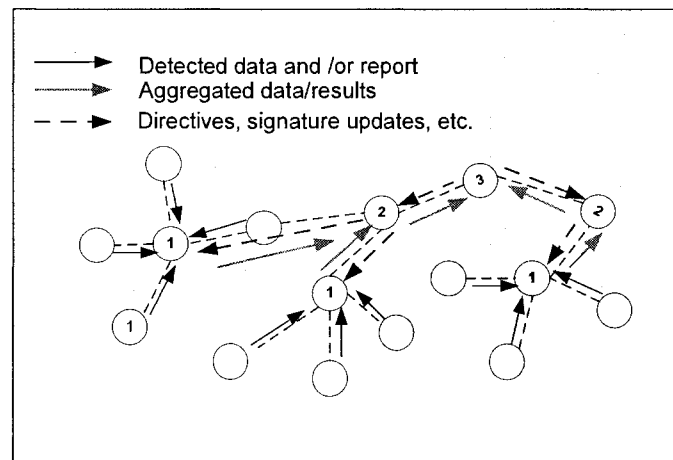 Detected data and /or report
Aggregated data/results
Directives, signature updates, etc.
3
2
2
1
1
1
1